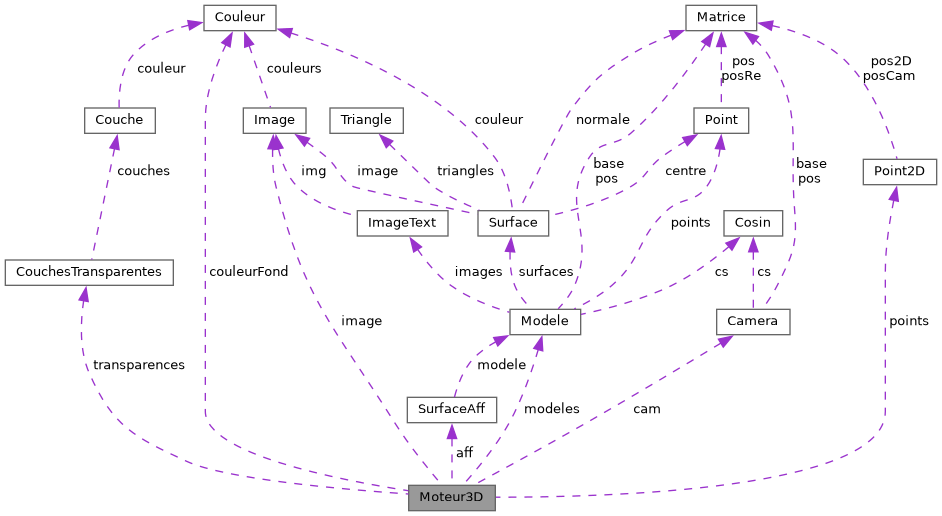 Couleur
Matrice
couleur
couleurs
pos
posRe
pos2D
posCam
Couche
Image
Triangle
couleur
normale
Point
couches
img
image
triangles
base
pos
centre
base
pos
Point2D
ImageText
Surface
points
Cosin
CouchesTransparentes
couleurFond
images
surfaces
cs
cs
image
Modele
Camera
points
transparences
modele
SurfaceAff
modeles
cam
aff
Moteur3D